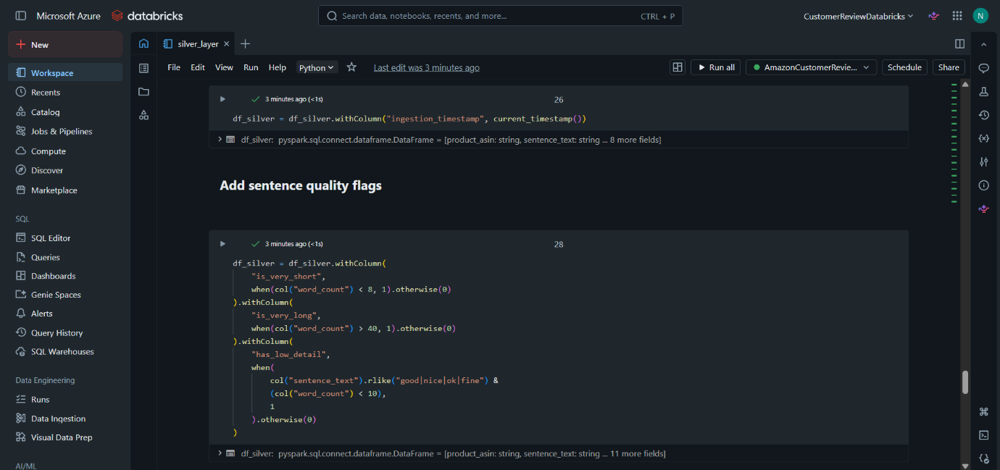 Microsoft Azure databricks Search data, notebooks, recents, and more... CTRL + P CustomerReviewDatabricks N
New
Workspace
Recents
Catalog
Jobs & Pipelines
Compute
Discover
Marketplace
SQL
SQL Editor
Queries
Dashboards
Genie Spaces
Alerts
Query History
SQL Warehouses
Data Engineering
Runs
Data Ingestion
Visual Data Prep
AI/ML
silver_layer
File Edit View Run Help Python Last edit was 3 minutes ago Run all AmazonCustomerRevie... Schedule Share
3 minutes ago (<1s) 26
df_silver = df_silver.withColumn("ingestion_timestamp", current_timestamp())
df_silver: pyspark.sql.connect.dataframe.DataFrame = [product_asin: string, sentence_text: string ... 8 more fields]
Add sentence quality flags
3 minutes ago (<1s) 28
df_silver = df_silver.withColumn(
"is_very_short",
when(col("word_count") < 8, 1).otherwise(0)
).withColumn(
"is_very_long",
when(col("word_count") > 40, 1).otherwise(0)
).withColumn(
"has_low_detail",
when(
col("sentence_text").rlike("good|nice|ok|fine") &
(col("word_count") < 10),
1
).otherwise(0)
)
df_silver: pyspark.sql.connect.dataframe.DataFrame = [product_asin: string, sentence_text: string ... 11 more fields]